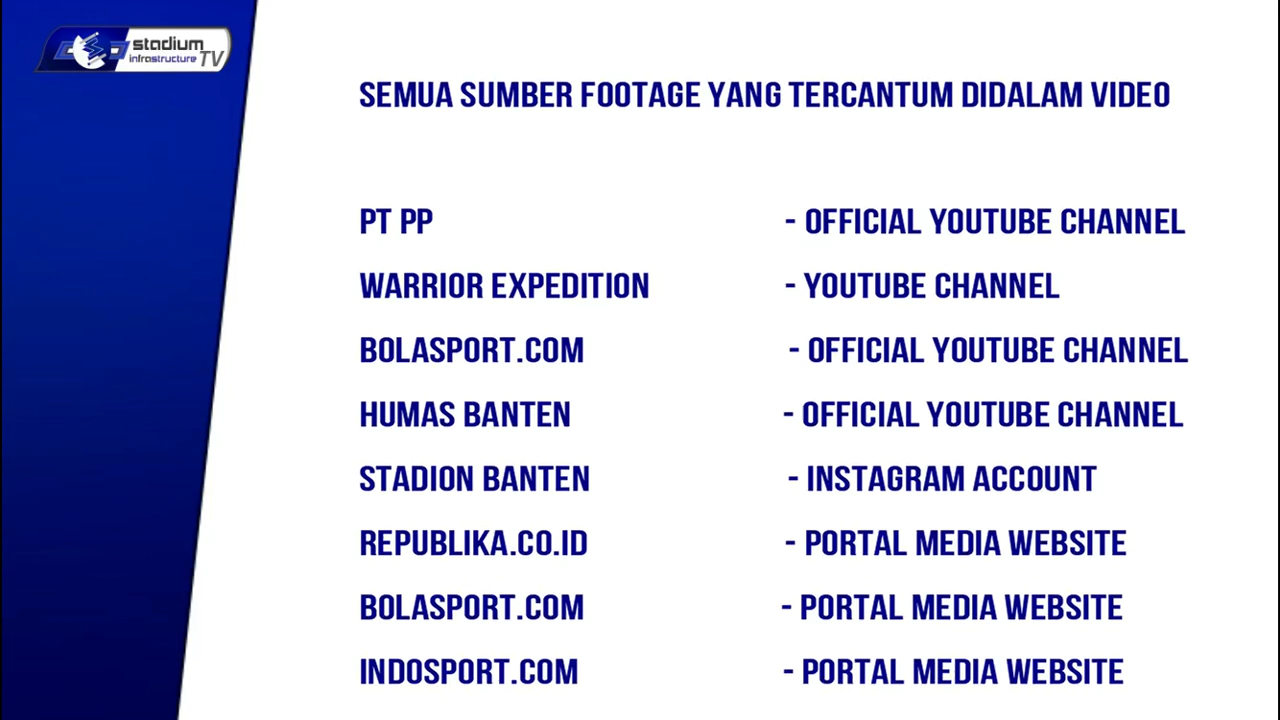 stadium
infrastructure TV
SEMUA SUMBER FOOTAGE YANG TERCANTUM DIDALAM VIDEO
PT PP - OFFICIAL YOUTUBE CHANNEL
WARRIOR EXPEDITION - YOUTUBE CHANNEL
BOLASPORT.COM - OFFICIAL YOUTUBE CHANNEL
HUMAS BANTEN - OFFICIAL YOUTUBE CHANNEL
STADION BANTEN - INSTAGRAM ACCOUNT
REPUBLIKA.CO.ID - PORTAL MEDIA WEBSITE
BOLASPORT.COM - PORTAL MEDIA WEBSITE
INDOSPORT.COM - PORTAL MEDIA WEBSITE